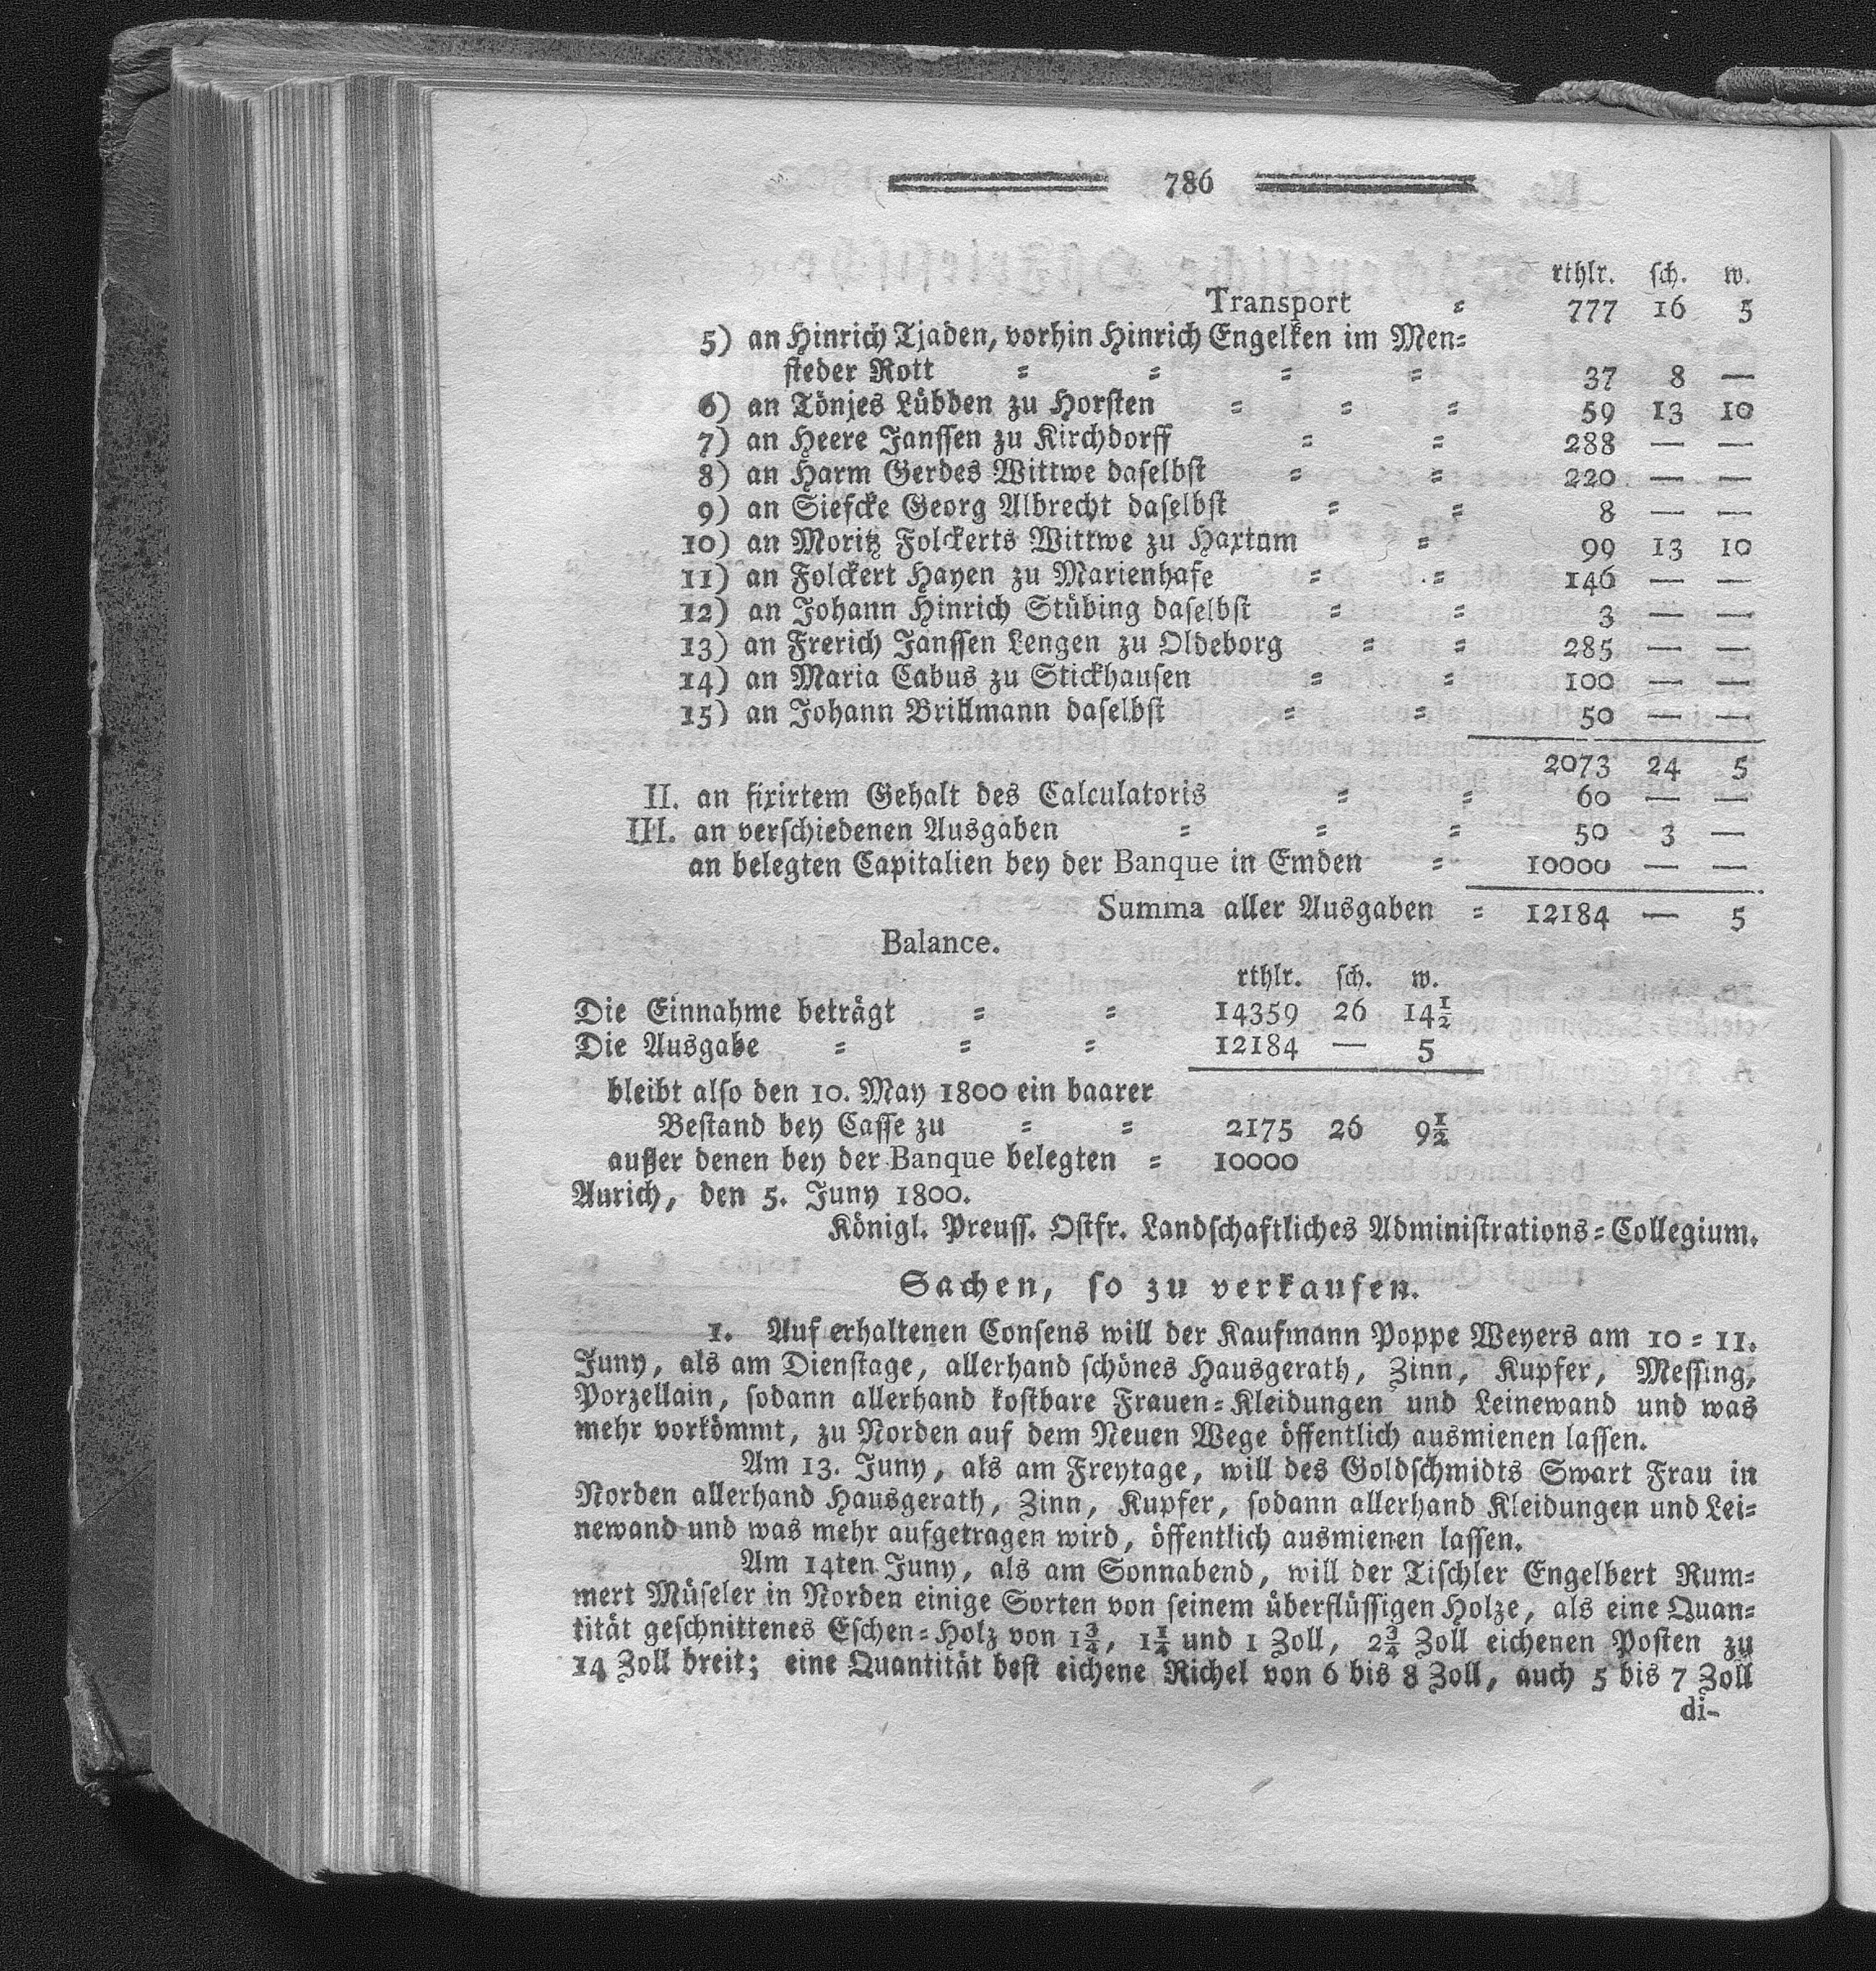 786
rthlr. sch. w.
Transport = 777 16 5
5) an Hinrich Tjaden, vorhin Hinrich Engelken im Men=
steder Rott = = = = 37 8 —
6) an Tönjes Lübben zu Horsten = = = 59 13 10
7) an Heere Janssen zu Kirchdorff = = 288 — —
8) an Harm Gerdes Wittwe daselbst = = 220 — —
9) an Siefcke Georg Albrecht daselbst = = 8 — —
10) an Moritz Folckerts Wittwe zu Haxtum = 99 13 10
11) an Folckert Hayen zu Marienhafe = = 146 — —
12) an Johann Hinrich Stübing daselbst = = 3 — —
13) an Frerich Janssen Lengen zu Oldeborg = = 285 — —
14) an Maria Cabus zu Stickhausen = = 100 — —
15) an Johann Brillmann daselbst = = 50 — —
2073 24 5
II. an fixirtem Gehalt des Calculatoris = = 60 — —
III. an verschiedenen Ausgaben = = = 50 3 —
an belegten Capitalien bey der Banque in Emden = 10000 — —
Summa aller Ausgaben = 12184 — 5
Balance.
rthlr. sch. w.
Die Einnahme beträgt = = 14359 26 14½
Die Ausgabe = = = 12184 — 5
bleibt also den 10. May 1800 ein baarer
Bestand bey Casse zu = = 2175 26 9½
außer denen bey der Banque belegten = 10000
Aurich, den 5. Juny 1800.
Königl. Preuss. Ostfr. Landschaftliches Administrations=Collegium.
Sachen, so zu verkaufen.
1. Auf erhaltenen Consens will der Kaufmann Poppe Weyers am 10 = 11.
Juny, als am Dienstage, allerhand schönes Hausgerath, Zinn, Kupfer, Messing,
Porzellain, sodann allerhand kostbare Frauen=Kleidungen und Leinewand und was
mehr vorkömmt, zu Norden auf dem Neuen Wege öffentlich ausmienen lassen.
Am 13. Juny, als am Freytage, will des Goldschmidts Swart Frau in
Norden allerhand Hausgerath, Zinn, Kupfer, sodann allerhand Kleidungen und Lei=
newand und was mehr aufgetragen wird, öffentlich ausmienen lassen.
Am 14ten Juny, als am Sonnabend, will der Tischler Engelbert Rum=
mert Müseler in Norden einige Sorten von seinem überflüssigen Holze, als eine Quan=
tität geschnittenes Eschen=Holz von 1¾, 1¼ und 1 Zoll, 2¾ Zoll eichenen Posten zu
14 Zoll breit; eine Quantität best eichene Richel von 6 bis 8 Zoll, auch 5 bis 7 Zoll
di-